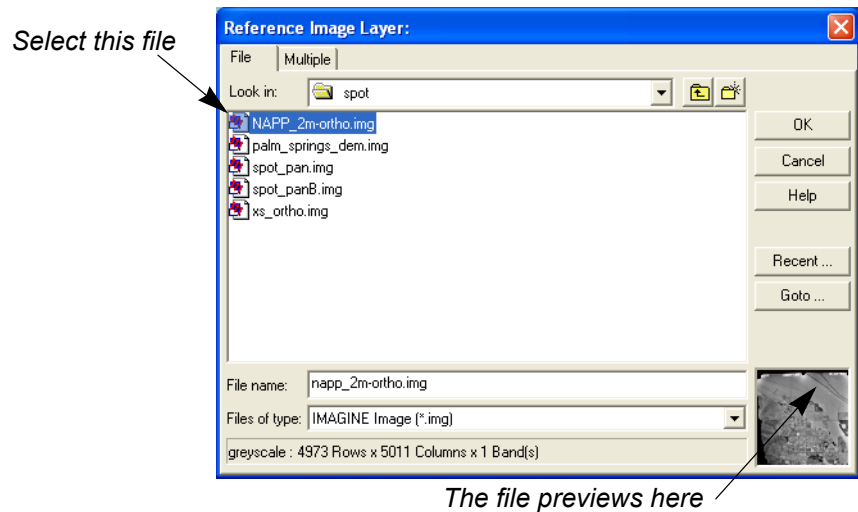 Reference Image Layer:
Select this file
File Multiple
Look in: spot
NAPP_2m-ortho.img
palm_springs_dem.img
spot_pan.img
spot_panB.img
xs_ortho.img
OK
Cancel
Help
Recent ...
Goto ...
File name: napp_2m-ortho.img
Files of type: IMAGINE Image (*.img)
greyscale : 4973 Rows x 5011 Columns x 1 Band(s)
The file previews here